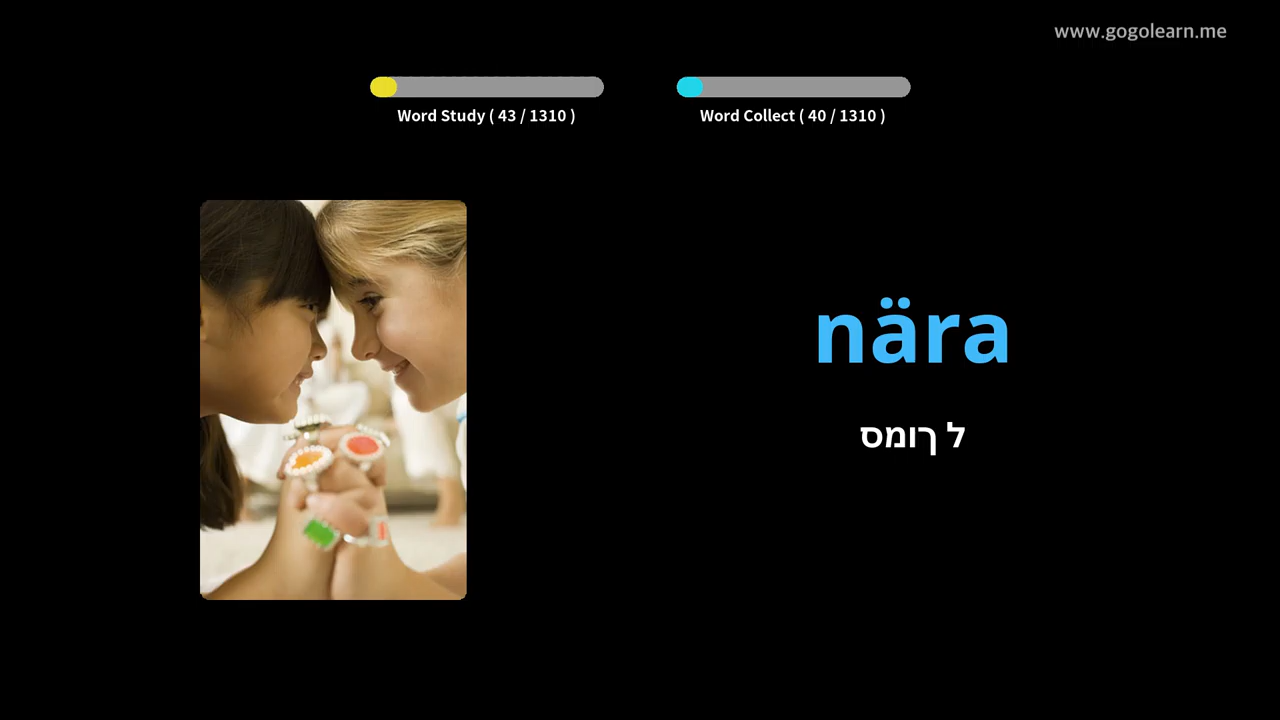 www.gogolearn.me
Word Study ( 43 / 1310 )
Word Collect ( 40 / 1310 )
nära
ל ךומס